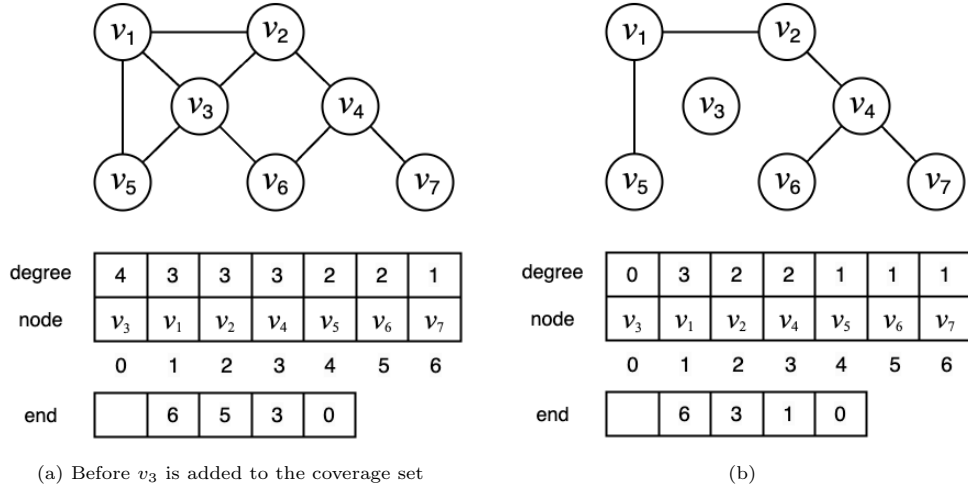 v1 v2
v3 v4
v5 v6 v7
degree 4 3 3 3 2 2 1
node v3 v1 v2 v4 v5 v6 v7
0 1 2 3 4 5 6
end 6 5 3 0
(a) Before v3 is added to the coverage set
v1 v2
v3 v4
v5 v6 v7
degree 0 3 2 2 1 1 1
node v3 v1 v2 v4 v5 v6 v7
0 1 2 3 4 5 6
end 6 3 1 0
(b)